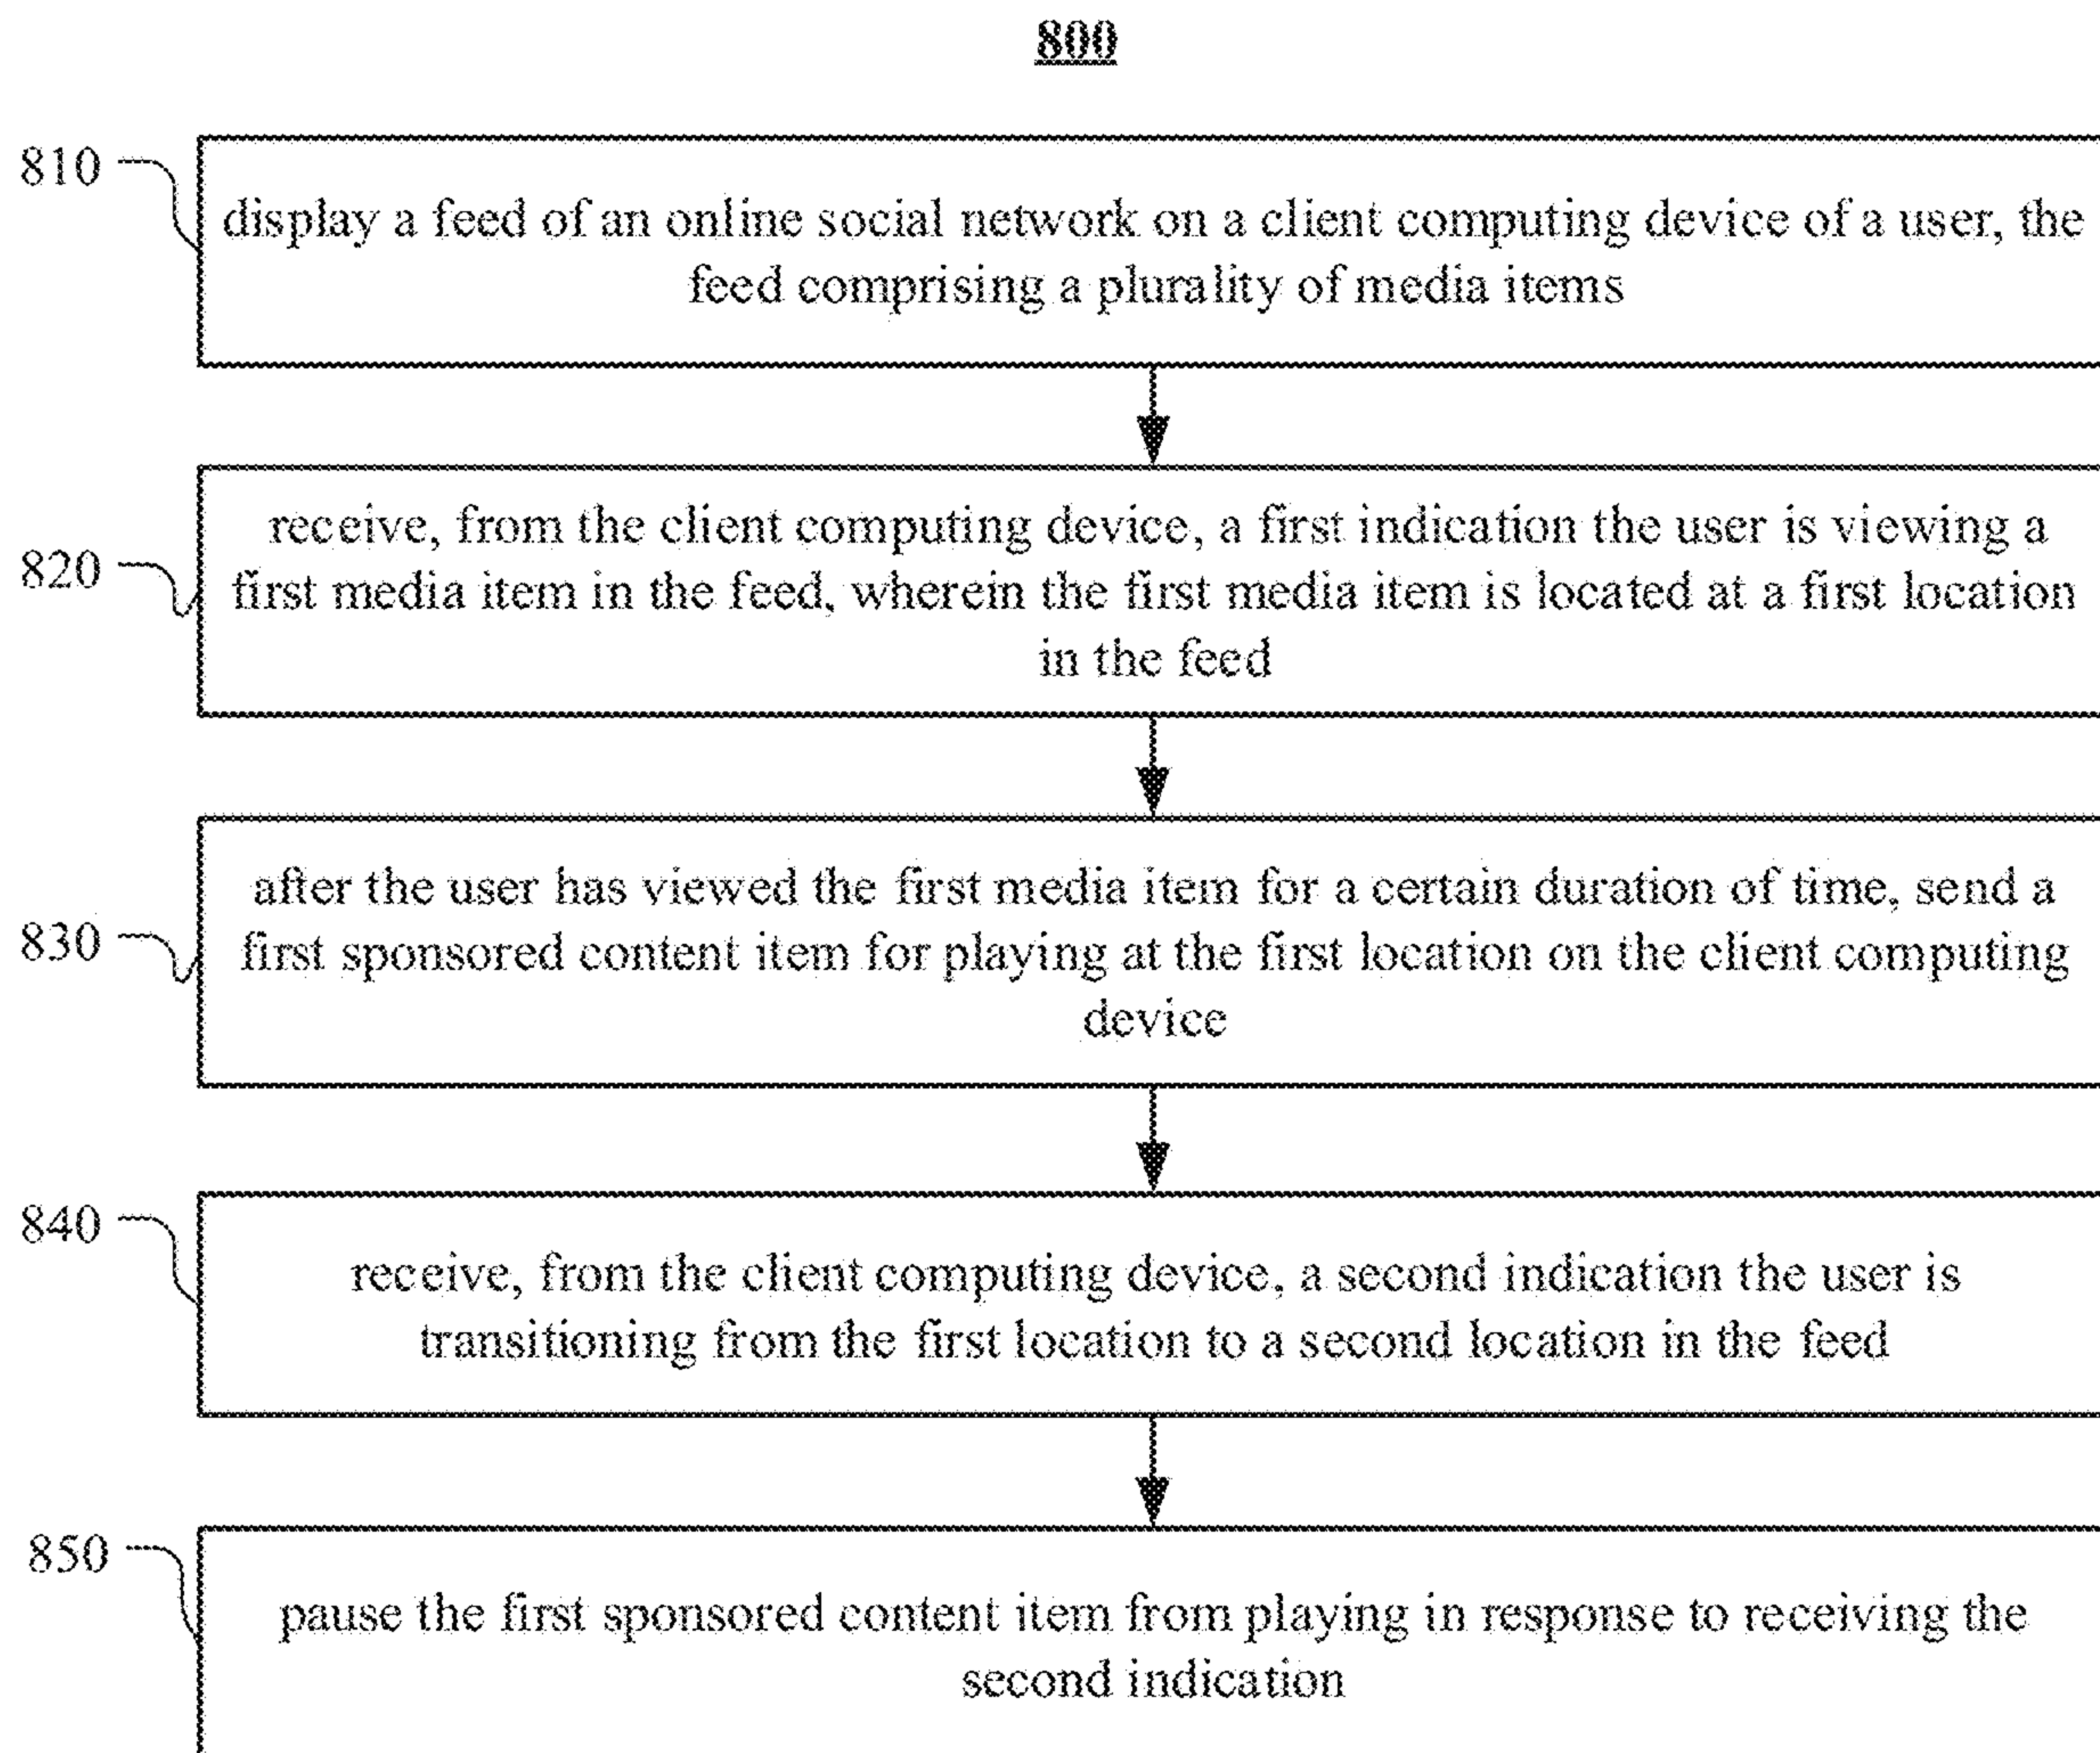 800
810
display a feed of an online social network on a client computing device of a user, the
feed comprising a plurality of media items
820
receive, from the client computing device, a first indication the user is viewing a
first media item in the feed, wherein the first media item is located at a first location
in the feed
830
after the user has viewed the first media item for a certain duration of time, send a
first sponsored content item for playing at the first location on the client computing
device
840
receive, from the client computing device, a second indication the user is
transitioning from the first location to a second location in the feed
850
pause the first sponsored content item from playing in response to receiving the
second indication